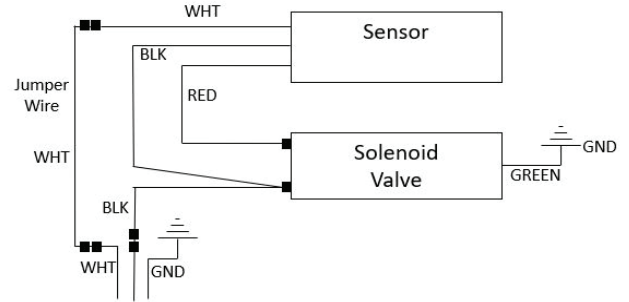 WHT
Sensor
BLK
Jumper
Wire
RED
WHT
Solenoid
Valve
GND
GREEN
BLK
WHT
GND